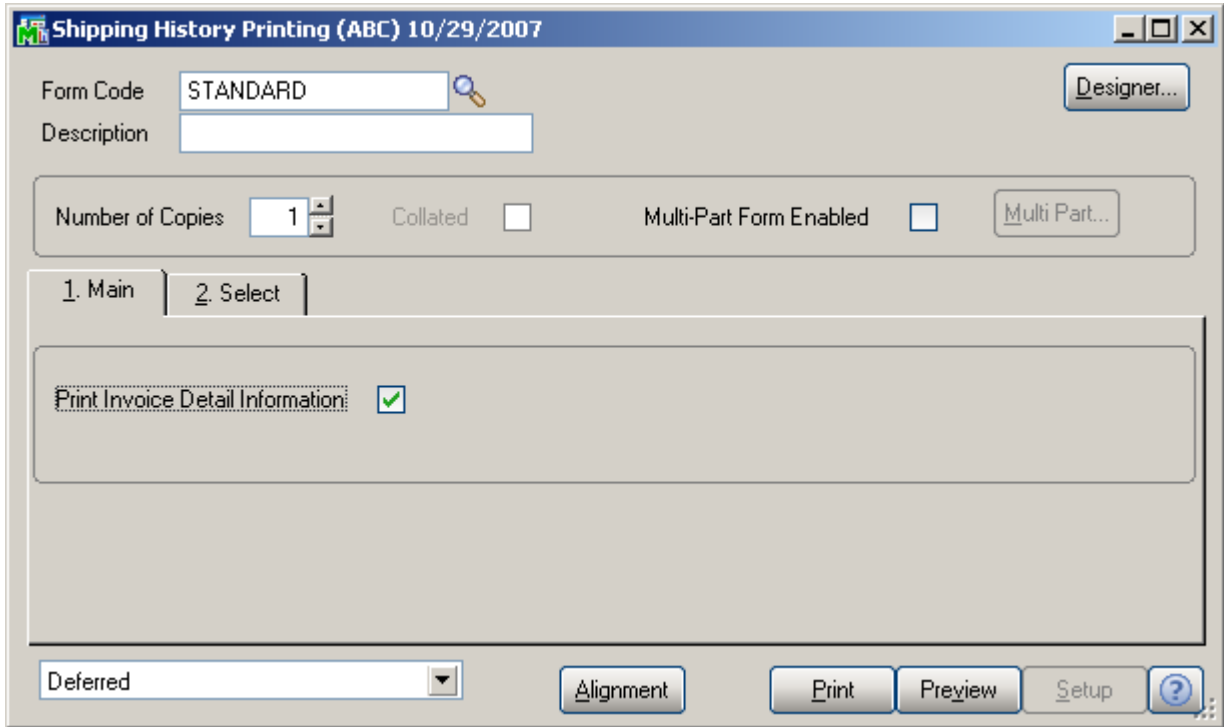 Shipping History Printing (ABC) 10/29/2007
Form Code STANDARD Designer...
Description
Number of Copies 1 Collated Multi-Part Form Enabled Multi Part...
1. Main 2. Select
Print Invoice Detail Information
Deferred Alignment Print Preview Setup ?